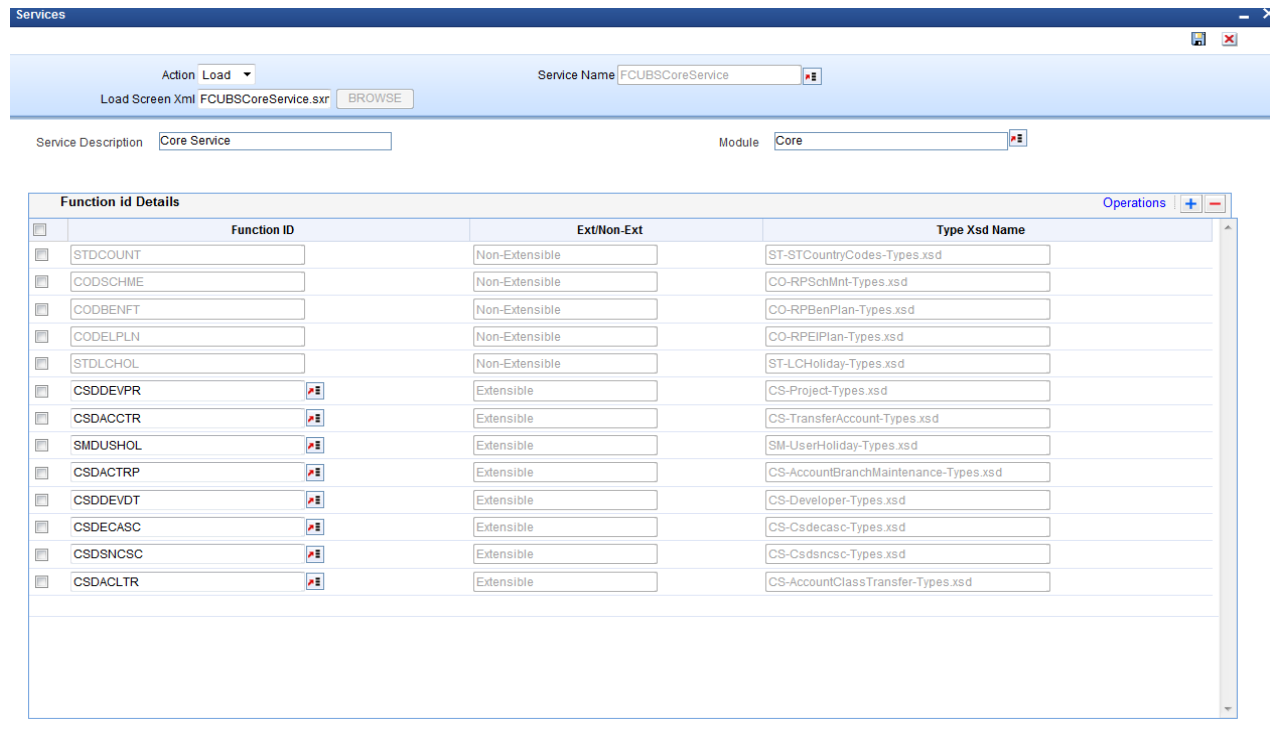 Services
Action Load Service Name FCUBSCoreService
Load Screen Xml FCUBSCoreService.sxr BROWSE
Service Description Core Service Module Core
Function id Details Operations
Function ID Ext/Non-Ext Type Xsd Name
STDCOUNT Non-Extensible ST-STCountryCodes-Types.xsd
CODSCHME Non-Extensible CO-RPSchMnt-Types.xsd
CODBENFT Non-Extensible CO-RPBenPlan-Types.xsd
CODELPLN Non-Extensible CO-RPElPlan-Types.xsd
STDLCHOL Non-Extensible ST-LCHoliday-Types.xsd
CSDDEVPR Extensible CS-Project-Types.xsd
CSDACCTR Extensible CS-TransferAccount-Types.xsd
SMDUSHOL Extensible SM-UserHoliday-Types.xsd
CSDACTRP Extensible CS-AccountBranchMaintenance-Types.xsd
CSDDEVDT Extensible CS-Developer-Types.xsd
CSDECASC Extensible CS-Csdecasc-Types.xsd
CSDSNCSC Extensible CS-Csdsncsc-Types.xsd
CSDACLTR Extensible CS-AccountClassTransfer-Types.xsd